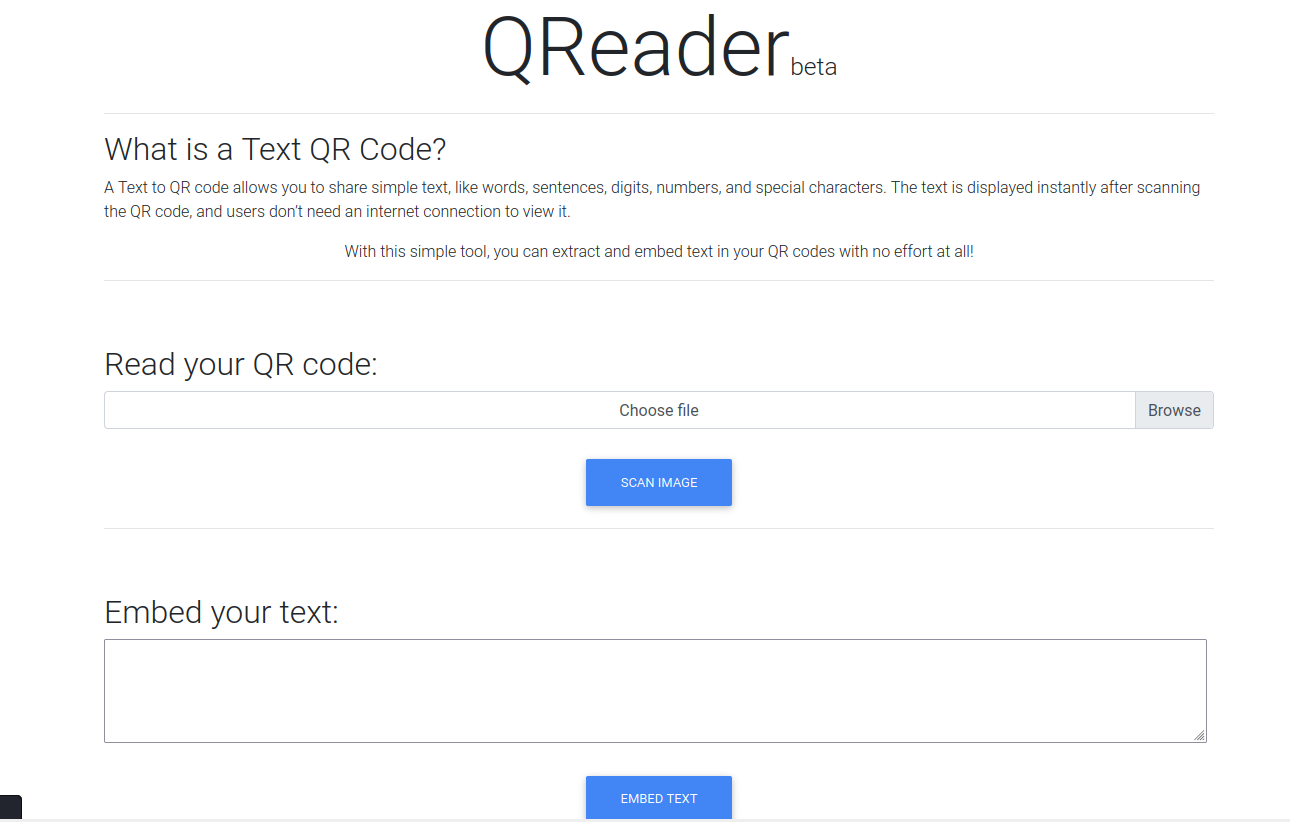 QReader beta
What is a Text QR Code?
A Text to QR code allows you to share simple text, like words, sentences, digits, numbers, and special characters. The text is displayed instantly after scanning
the QR code, and users don’t need an internet connection to view it.
With this simple tool, you can extract and embed text in your QR codes with no effort at all!
Read your QR code:
Choose file Browse
SCAN IMAGE
Embed your text:
EMBED TEXT